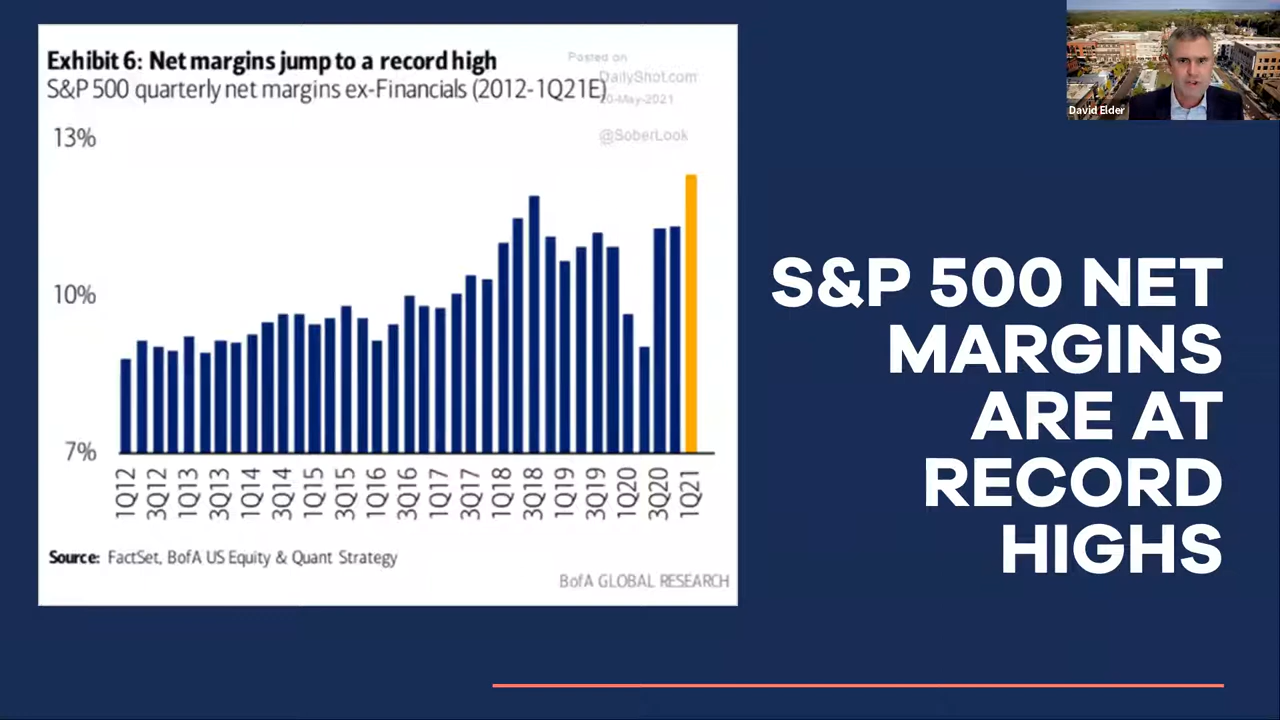 Exhibit 6: Net margins jump to a record high
S&P 500 quarterly net margins ex-Financials (2012-1Q21E)
Posted on
DailyShot.com
20-May-2021
@SoberLook
13%
10%
7%
1Q12
3Q12
1Q13
3Q13
1Q14
3Q14
1Q15
3Q15
1Q16
3Q16
1Q17
3Q17
1Q18
3Q18
1Q19
3Q19
1Q20
3Q20
1Q21
Source: FactSet, BofA US Equity & Quant Strategy
BofA GLOBAL RESEARCH
David Elder
S&P 500 NET
MARGINS
ARE AT
RECORD
HIGHS